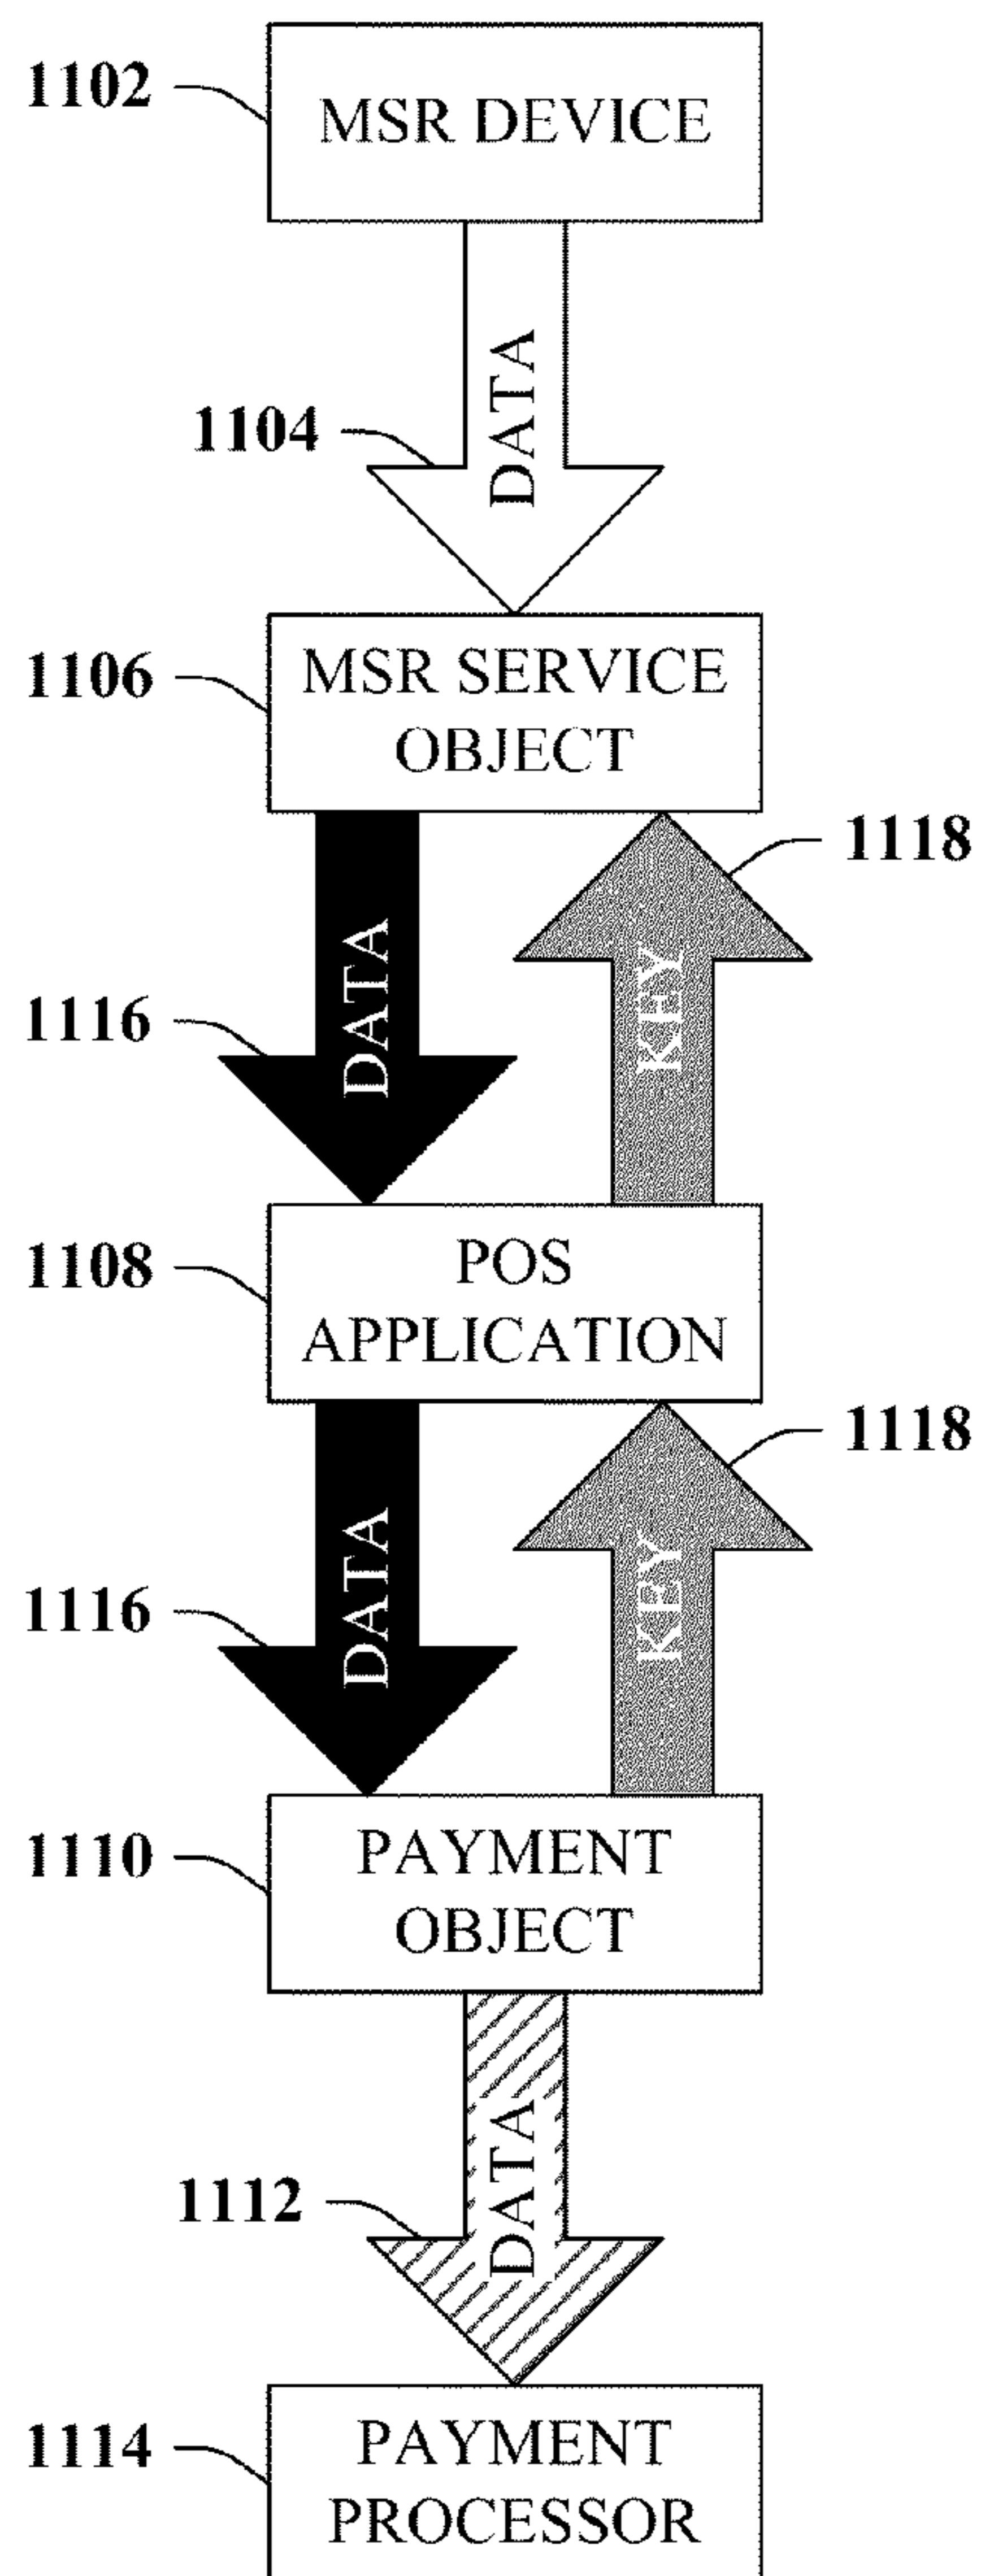 1102
MSR DEVICE
DATA
1104
1106
MSR SERVICE
OBJECT
1118
DATA
KEY
1116
1108
POS
APPLICATION
1118
DATA
KEY
1116
1110
PAYMENT
OBJECT
DATA
1112
1114
PAYMENT
PROCESSOR